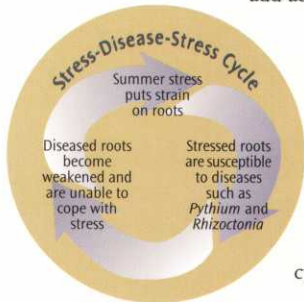 Stress-Disease-Stress Cycle
Summer stress
puts strain
on roots
Stressed roots
are susceptible
to diseases
such as
Pythium and
Rhizoctonia
Diseased roots
become
weakened and
are unable to
cope with
stress